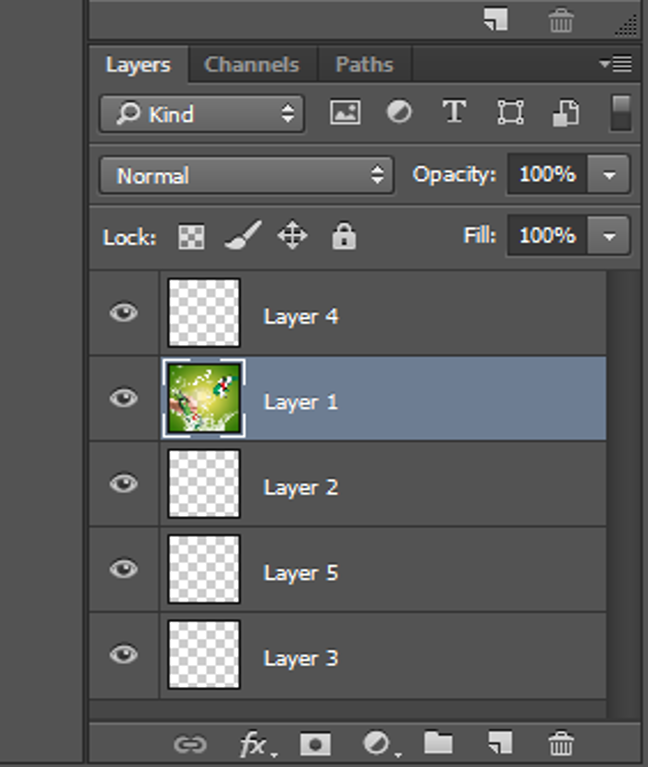 Layers Channels Paths
Kind T
Normal Opacity: 100%
Lock: Fill: 100%
Layer 4
Layer 1
Layer 2
Layer 5
Layer 3
fx